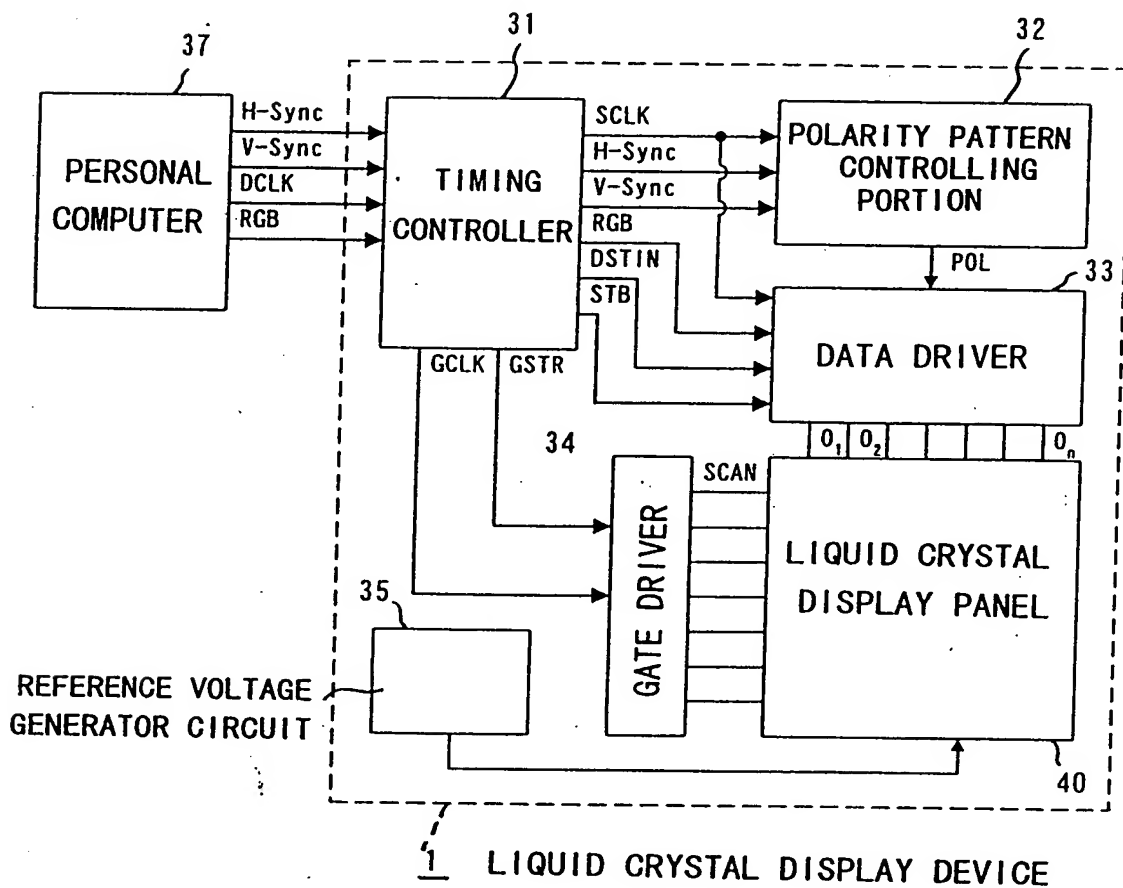 37
31
32
PERSONAL
COMPUTER
H-Sync
V-Sync
DCLK
RGB
TIMING
CONTROLLER
SCLK
H-Sync
V-Sync
RGB
DSTIN
STB
POLARITY PATTERN
CONTROLLING
PORTION
POL
33
DATA DRIVER
GCLK
GSTR
34
O1
O2
On
GATE DRIVER
SCAN
LIQUID CRYSTAL
DISPLAY PANEL
35
REFERENCE VOLTAGE
GENERATOR CIRCUIT
40
1 LIQUID CRYSTAL DISPLAY DEVICE